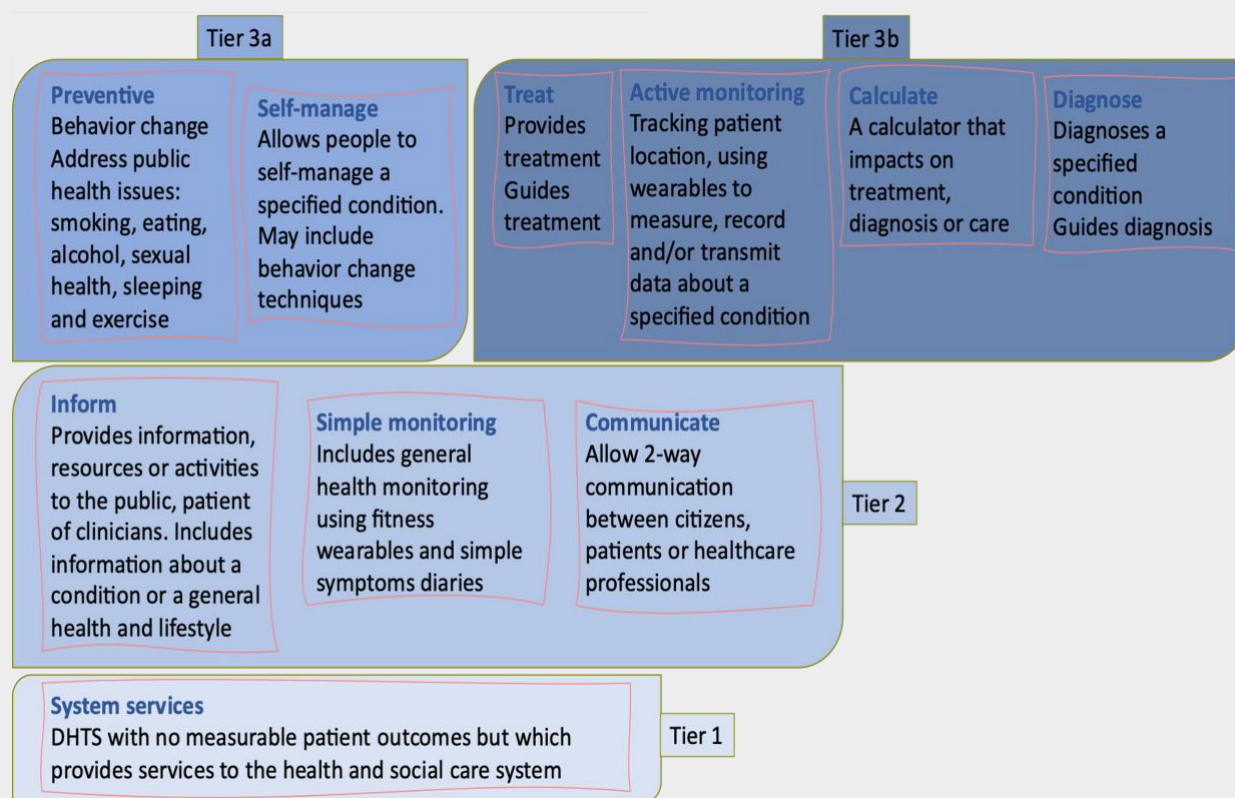 Tier 3a
Preventive
Behavior change
Address public
health issues:
smoking, eating,
alcohol, sexual
health, sleeping
and exercise
Self-manage
Allows people to
self-manage a
specified condition.
May include
behavior change
techniques
Tier 3b
Treat
Provides
treatment
Guides
treatment
Active monitoring
Tracking patient
location, using
wearables to
measure, record
and/or transmit
data about a
specified condition
Calculate
A calculator that
impacts on
treatment,
diagnosis or care
Diagnose
Diagnoses a
specified
condition
Guides diagnosis
Inform
Provides information,
resources or activities
to the public, patient
of clinicians. Includes
information about a
condition or a general
health and lifestyle
Simple monitoring
Includes general
health monitoring
using fitness
wearables and simple
symptoms diaries
Communicate
Allow 2-way
communication
between citizens,
patients or healthcare
professionals
Tier 2
System services
DHTS with no measurable patient outcomes but which
provides services to the health and social care system
Tier 1